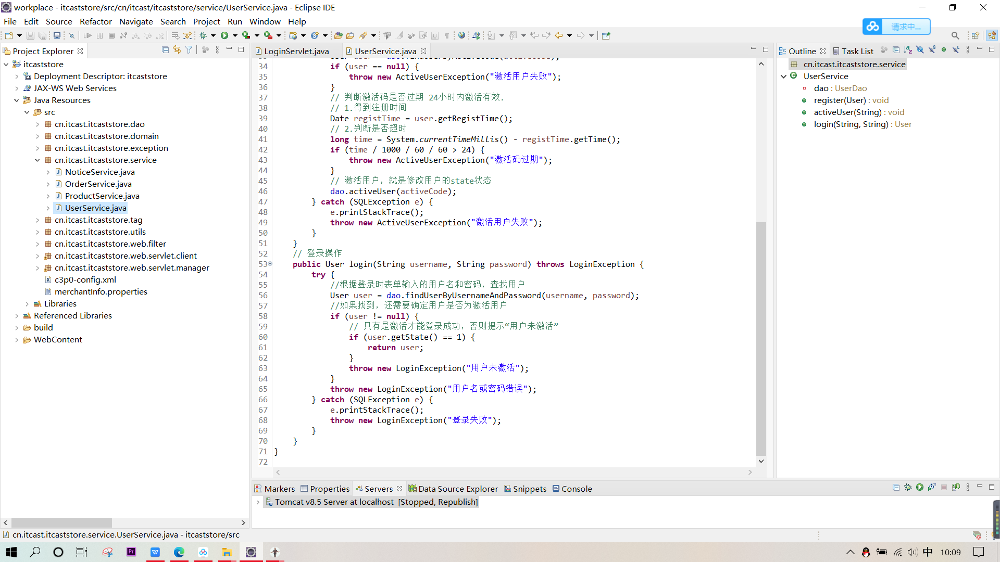 workplace - itcaststore/src/cn/itcast/itcaststore/service/UserService.java - Eclipse IDE
File Edit Source Refactor Navigate Search Project Run Window Help
请求中...
Project Explorer
itcaststore
Deployment Descriptor: itcaststore
JAX-WS Web Services
Java Resources
src
cn.itcast.itcaststore.dao
cn.itcast.itcaststore.domain
cn.itcast.itcaststore.exception
cn.itcast.itcaststore.service
NoticeService.java
OrderService.java
ProductService.java
UserService.java
cn.itcast.itcaststore.tag
cn.itcast.itcaststore.utils
cn.itcast.itcaststore.web.filter
cn.itcast.itcaststore.web.servlet.client
cn.itcast.itcaststore.web.servlet.manager
c3p0-config.xml
merchantInfo.properties
Libraries
Referenced Libraries
build
WebContent
LoginServlet.java UserService.java
34 if (user == null) {
35 throw new ActiveUserException("激活用户失败");
36 }
37 // 判断激活码是否过期 24小时内激活有效.
38 // 1.得到注册时间
39 Date registTime = user.getRegistTime();
40 // 2.判断是否超时
41 long time = System.currentTimeMillis() - registTime.getTime();
42 if (time / 1000 / 60 / 60 > 24) {
43 throw new ActiveUserException("激活码过期");
44 }
45 // 激活用户，就是修改用户的state状态
46 dao.activeUser(activeCode);
47 } catch (SQLException e) {
48 e.printStackTrace();
49 throw new ActiveUserException("激活用户失败");
50 }
51 }
52 // 登录操作
53 public User login(String username, String password) throws LoginException {
54 try {
55 //根据登录时表单输入的用户名和密码，查找用户
56 User user = dao.findUserByUsernameAndPassword(username, password);
57 //如果找到，还需要确定用户是否为激活用户
58 if (user != null) {
59 // 只有是激活才能登录成功，否则提示“用户未激活”
60 if (user.getState() == 1) {
61 return user;
62 }
63 throw new LoginException("用户未激活");
64 }
65 throw new LoginException("用户名或密码错误");
66 } catch (SQLException e) {
67 e.printStackTrace();
68 throw new LoginException("登录失败");
69 }
70 }
71 }
72
Outline Task List
cn.itcast.itcaststore.service
UserService
dao : UserDao
register(User) : void
activeUser(String) : void
login(String, String) : User
Markers Properties Servers Data Source Explorer Snippets Console
Tomcat v8.5 Server at localhost [Stopped, Republish]
cn.itcast.itcaststore.service.UserService.java - itcaststore/src
中 10:09